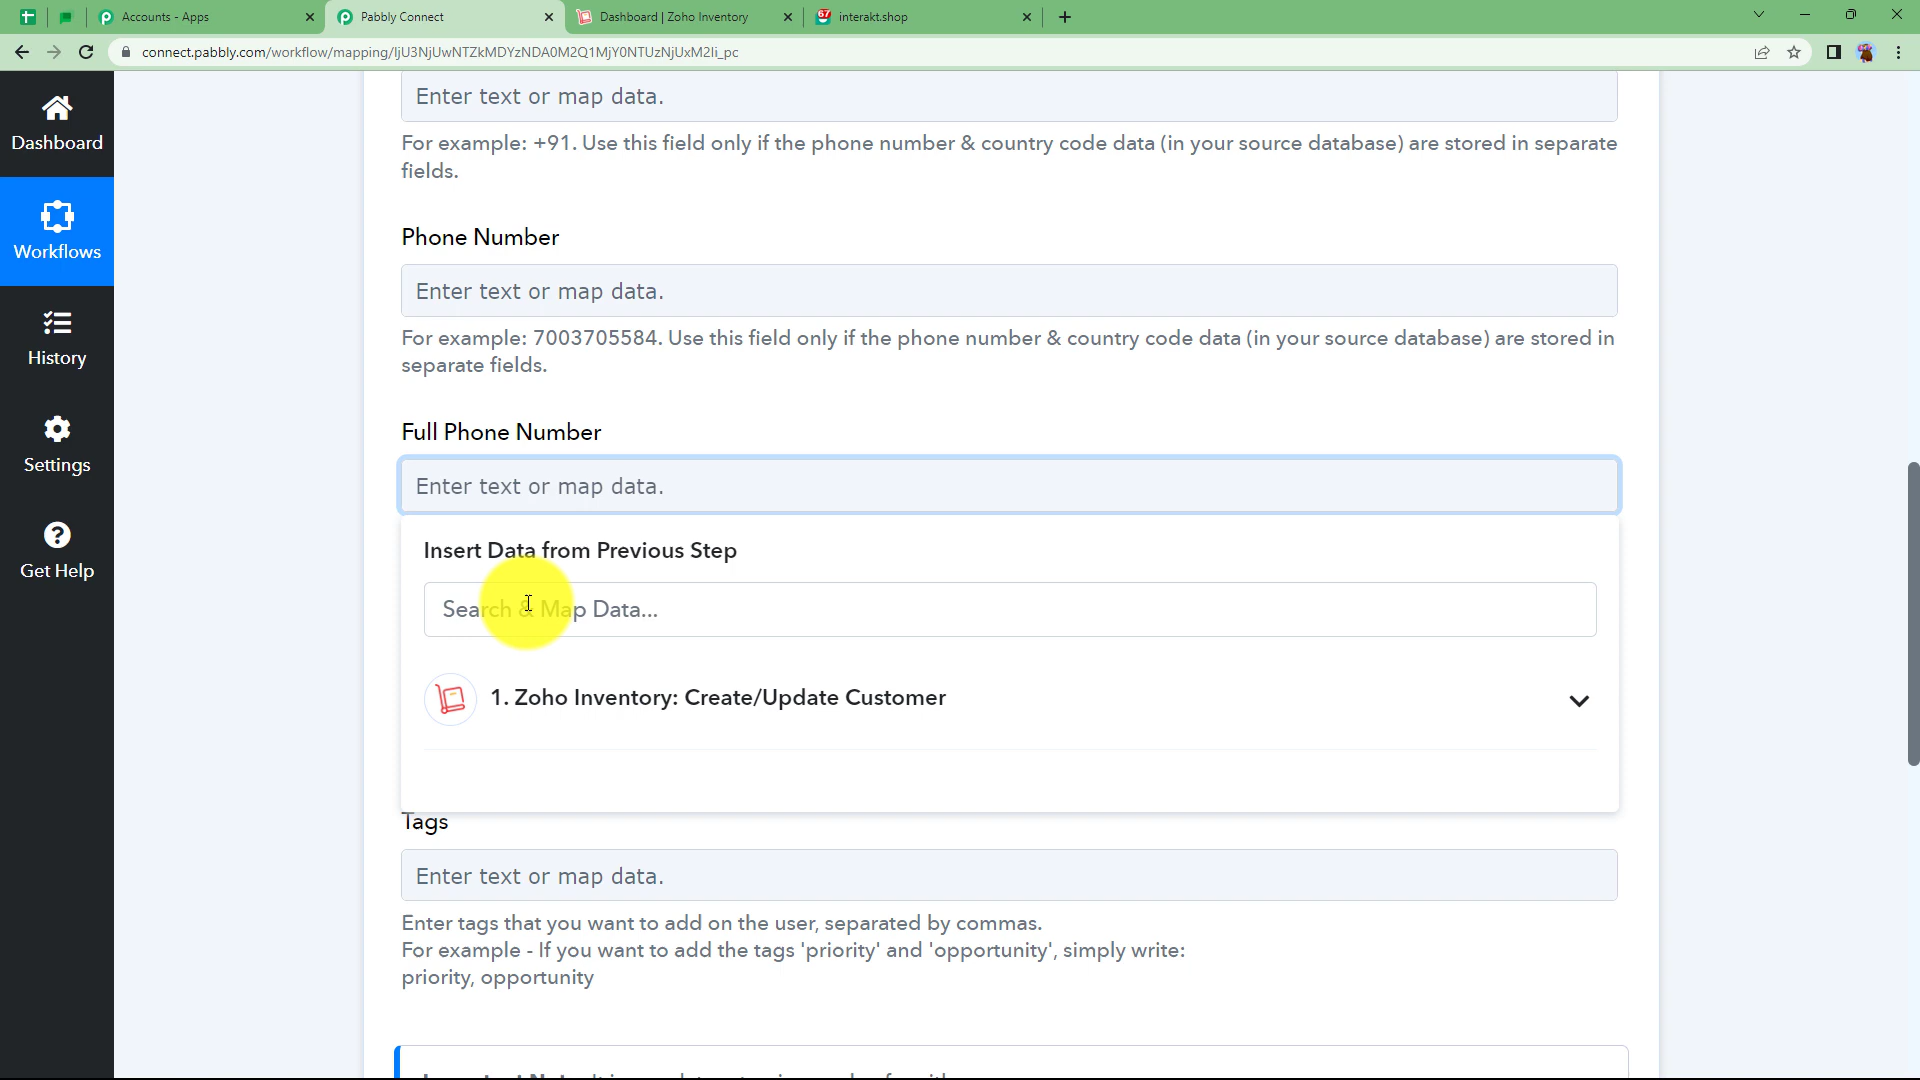 Accounts - Apps
Pabbly Connect
Dashboard | Zoho Inventory
67
interakt.shop
connect.pabbly.com/workflow/mapping/IjU3NjUwNTZkMDYzNDA0M2Q1MjY0NTUzNjUxM2Ii_pc
Dashboard
Workflows
History
Settings
Get Help
Enter text or map data.
For example: +91. Use this field only if the phone number & country code data (in your source database) are stored in separate
fields.
Phone Number
Enter text or map data.
For example: 7003705584. Use this field only if the phone number & country code data (in your source database) are stored in
separate fields.
Full Phone Number
Enter text or map data.
Insert Data from Previous Step
Search & Map Data...
1. Zoho Inventory: Create/Update Customer
Tags
Enter text or map data.
Enter tags that you want to add on the user, separated by commas.
For example - If you want to add the tags 'priority' and 'opportunity', simply write:
priority, opportunity